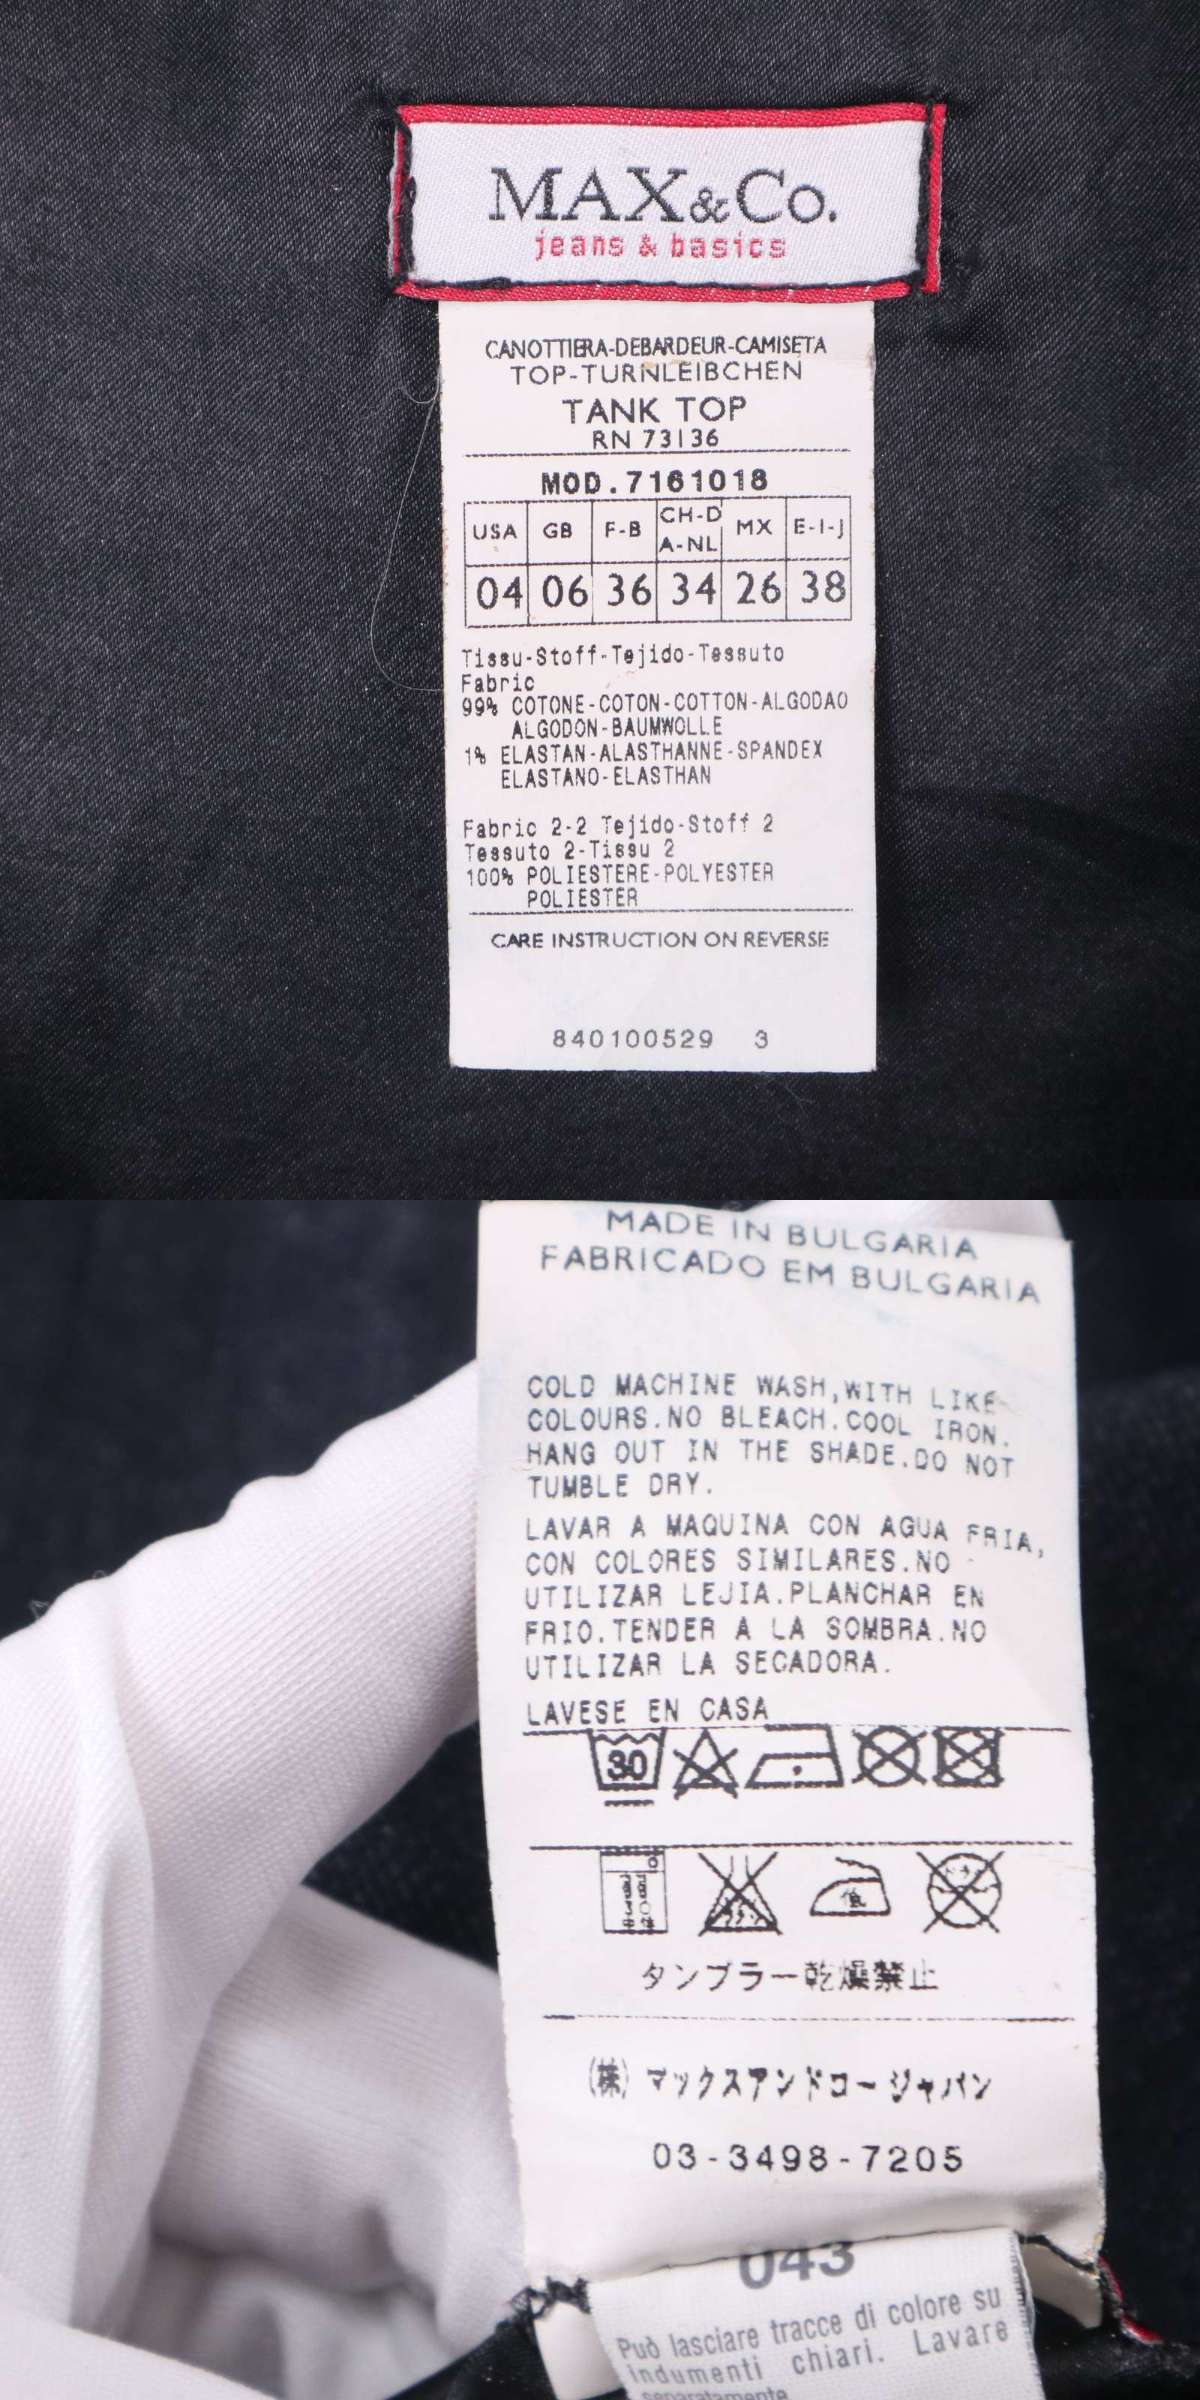 MAX&Co.
jeans & basics
CANOTTIERA-DEBARDEUR-CAMISETA
TOP-TURNLEIBCHEN
TANK TOP
RN 73136
MOD.7161018
USA GB F-B CH-D A-NL MX E-I-J
04 06 36 34 26 38
Tissu-Stoff-Tejido-Tessuto
Fabric
99% COTONE-COTON-COTTON-ALGODAO
ALGODON-BAUMWOLLE
1% ELASTAN-ALASTHANNE-SPANDEX
ELASTANO-ELASTHAN
Fabric 2-2 Tejido-Stoff 2
Tessuto 2-Tissu 2
100% POLIESTERE-POLYESTER
POLIESTER
CARE INSTRUCTION ON REVERSE
840100529 3
MADE IN BULGARIA
FABRICADO EM BULGARIA
COLD MACHINE WASH,WITH LIKE
COLOURS.NO BLEACH.COOL IRON.
HANG OUT IN THE SHADE.DO NOT
TUMBLE DRY.
LAVAR A MAQUINA CON AGUA FRIA,
CON COLORES SIMILARES.NO
UTILIZAR LEJIA.PLANCHAR EN
FRIO.TENDER A LA SOMBRA.NO
UTILIZAR LA SECADORA.
LAVESE EN CASA
30
低
タンブラー乾燥禁止
(株) マックスアンドコージャパン
03-3498-7205
043
Può lasciare tracce di colore su
indumenti chiari. Lavare
separatamente